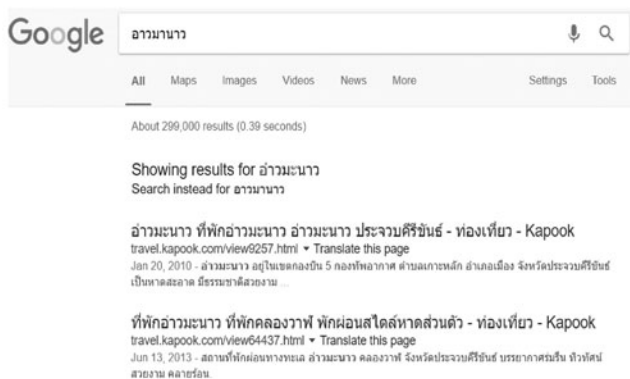 Google อาวมานาว
All Maps Images Videos News More Settings Tools
About 299,000 results (0.39 seconds)
Showing results for อ่าวมะนาว
Search instead for อาวมานาว
อ่าวมะนาว ที่พักอ่าวมะนาว อ่าวมะนาว ประจวบคีรีขันธ์ - ท่องเที่ยว - Kapook
travel.kapook.com/view9257.html ▾ Translate this page
Jan 20, 2010 - อ่าวมะนาว อยู่ในเขตกองบิน 5 กองทัพอากาศ ตำบลเกาะหลัก อำเภอเมือง จังหวัดประจวบคีรีขันธ์
เป็นหาดสะอาด มีธรรมชาติสวยงาม ...
ที่พักอ่าวมะนาว ที่พักคลองวาฬ พักผ่อนสไตล์หาดส่วนตัว - ท่องเที่ยว - Kapook
travel.kapook.com/view64437.html ▾ Translate this page
Jun 13, 2013 - สถานที่พักผ่อนทางทะเล อ่าวมะนาว คลองวาฬ จังหวัดประจวบคีรีขันธ์ บรรยากาศร่มรื่น ทิวทัศน์
สวยงาม คลายร้อน